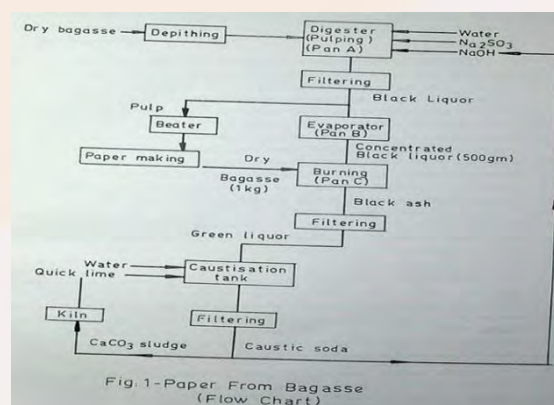 Dry bagasse
Depithing
Digester
(Pulping)
(Pan A)
Water
Na2SO3
NaOH
Filtering
Black Liquor
Pulp
Beater
Evaporator
(Pan B)
Concentrated
Black liquor (500gm)
Paper making
Dry
Bagasse
(1kg)
Burning
(Pan C)
Black ash
Filtering
Green liquor
Water
Quick lime
Caustisation
tank
Kiln
Filtering
CaCO3 sludge
Caustic soda
Fig. 1-Paper From Bagasse
(Flow Chart)